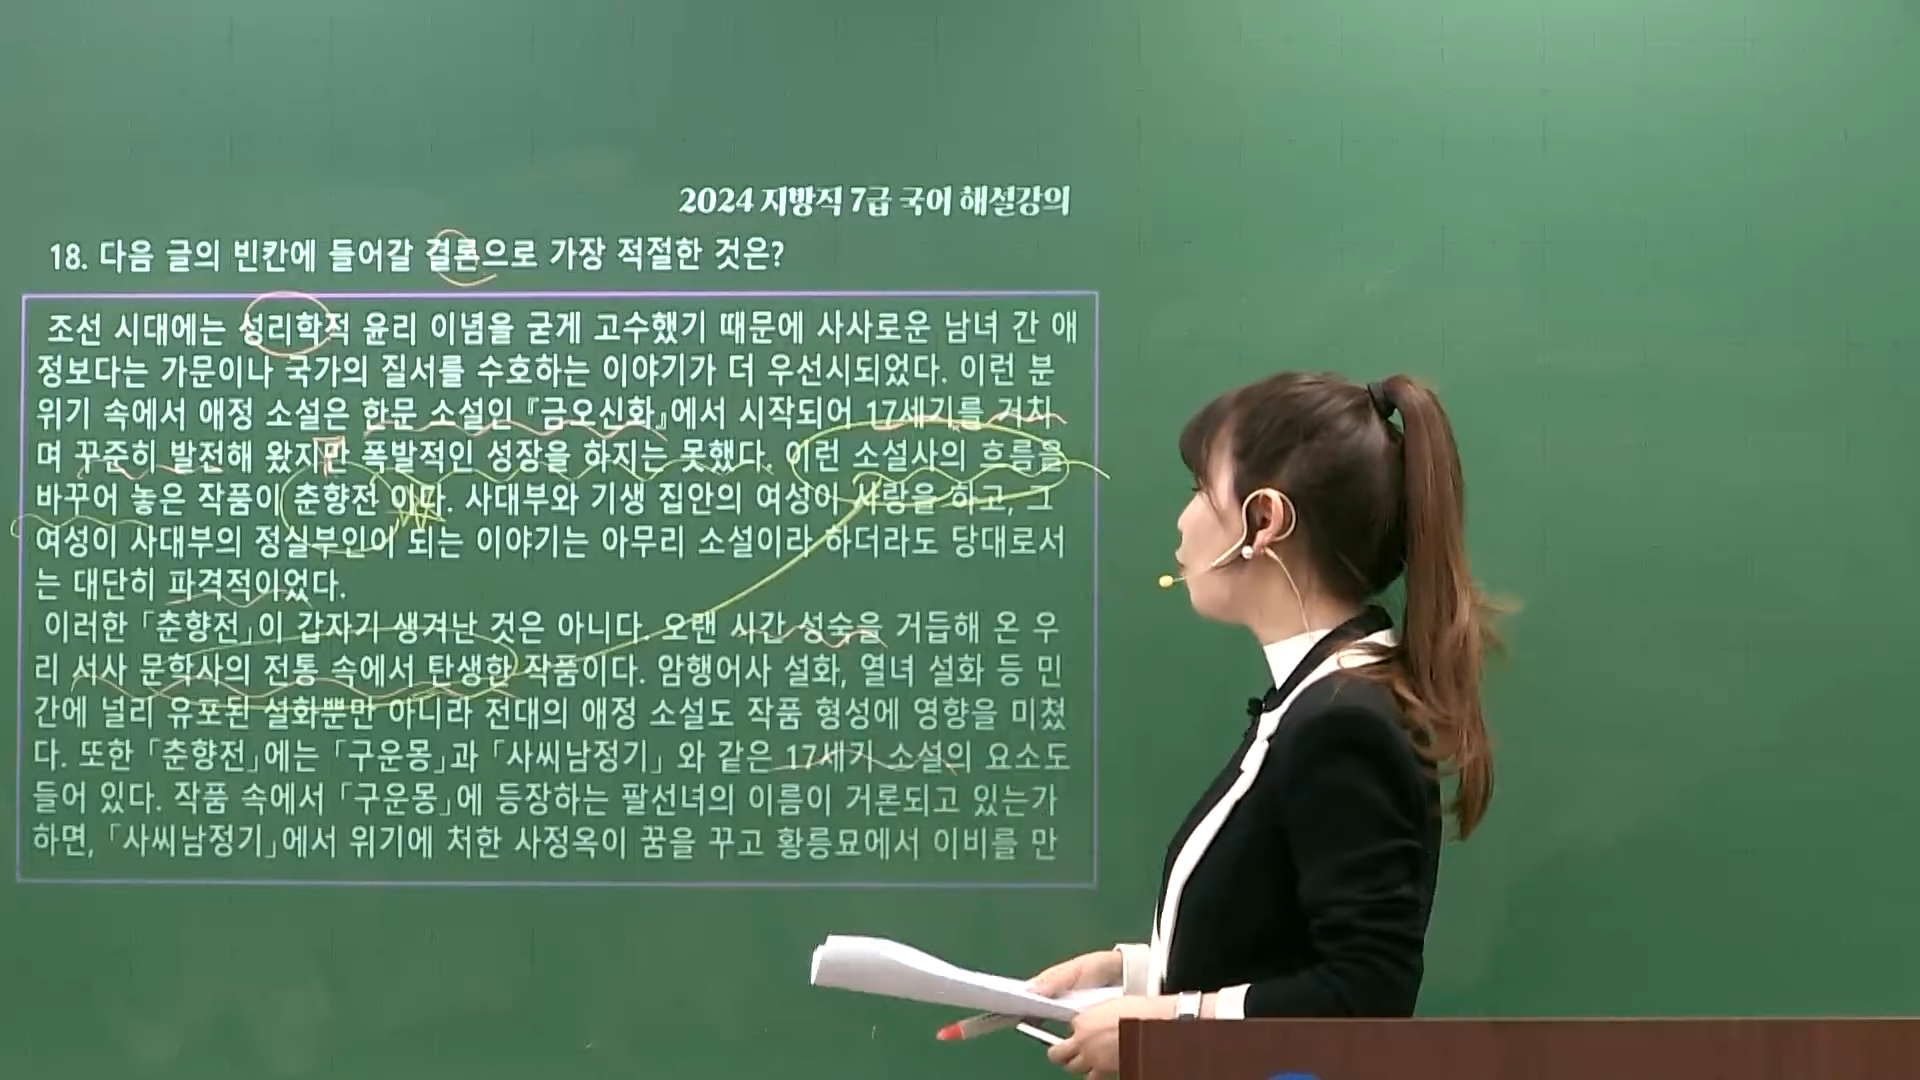 2024 지방직 7급 국어 해설강의
18. 다음 글의 빈칸에 들어갈 결론으로 가장 적절한 것은?
조선 시대에는 성리학적 윤리 이념을 굳게 고수했기 때문에 사사로운 남녀 간 애
정보다는 가문이나 국가의 질서를 수호하는 이야기가 더 우선시되었다. 이런 분
위기 속에서 애정 소설은 한문 소설인 『금오신화』에서 시작되어 17세기를 거치
며 꾸준히 발전해 왔지만 폭발적인 성장을 하지는 못했다. 이런 소설사의 흐름을
바꾸어 놓은 작품이 춘향전 이다. 사대부와 기생 집안의 여성이 사랑을 하고, 그
여성이 사대부의 정실부인이 되는 이야기는 아무리 소설이라 하더라도 당대로서
는 대단히 파격적이었다.
이러한 「춘향전」이 갑자기 생겨난 것은 아니다. 오랜 시간 성숙을 거듭해 온 우
리 서사 문학사의 전통 속에서 탄생한 작품이다. 암행어사 설화, 열녀 설화 등 민
간에 널리 유포된 설화뿐만 아니라 전대의 애정 소설도 작품 형성에 영향을 미쳤
다. 또한 「춘향전」에는 「구운몽」과 「사씨남정기」 와 같은 17세기 소설의 요소도
들어 있다. 작품 속에서 「구운몽」에 등장하는 팔선녀의 이름이 거론되고 있는가
하면, 「사씨남정기」에서 위기에 처한 사정옥이 꿈을 꾸고 황릉묘에서 이비를 만